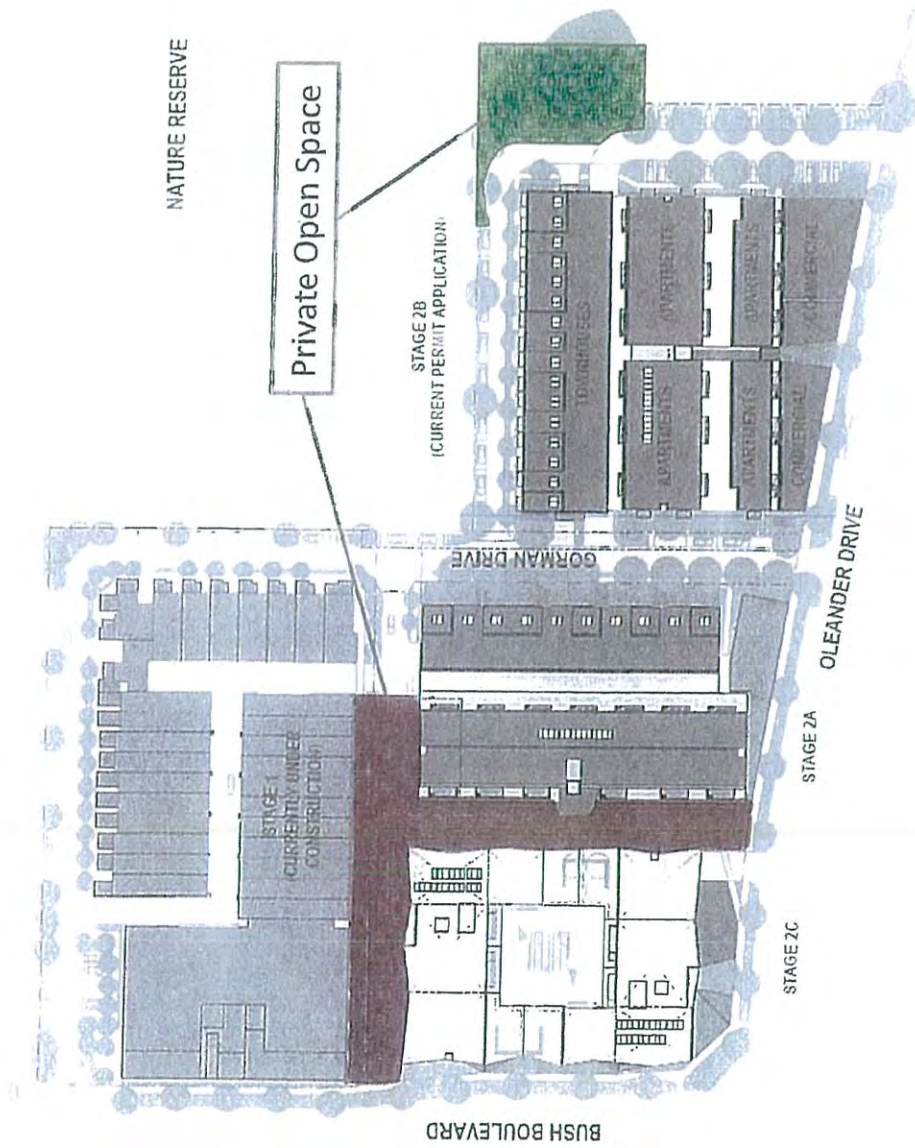 NATURE RESERVE
Private Open Space
STAGE 2B
(CURRENT PERMIT APPLICATION)
TOWNHOUSES
APARTMENTS
APARTMENTS
APARTMENTS
APARTMENTS
COMMERCIAL
COMMERCIAL
GORMAN DRIVE
OLEANDER DRIVE
STAGE 1
(CURRENTLY UNDER
CONSTRUCTION)
STAGE 2A
STAGE 2C
BUSH BOULEVARD